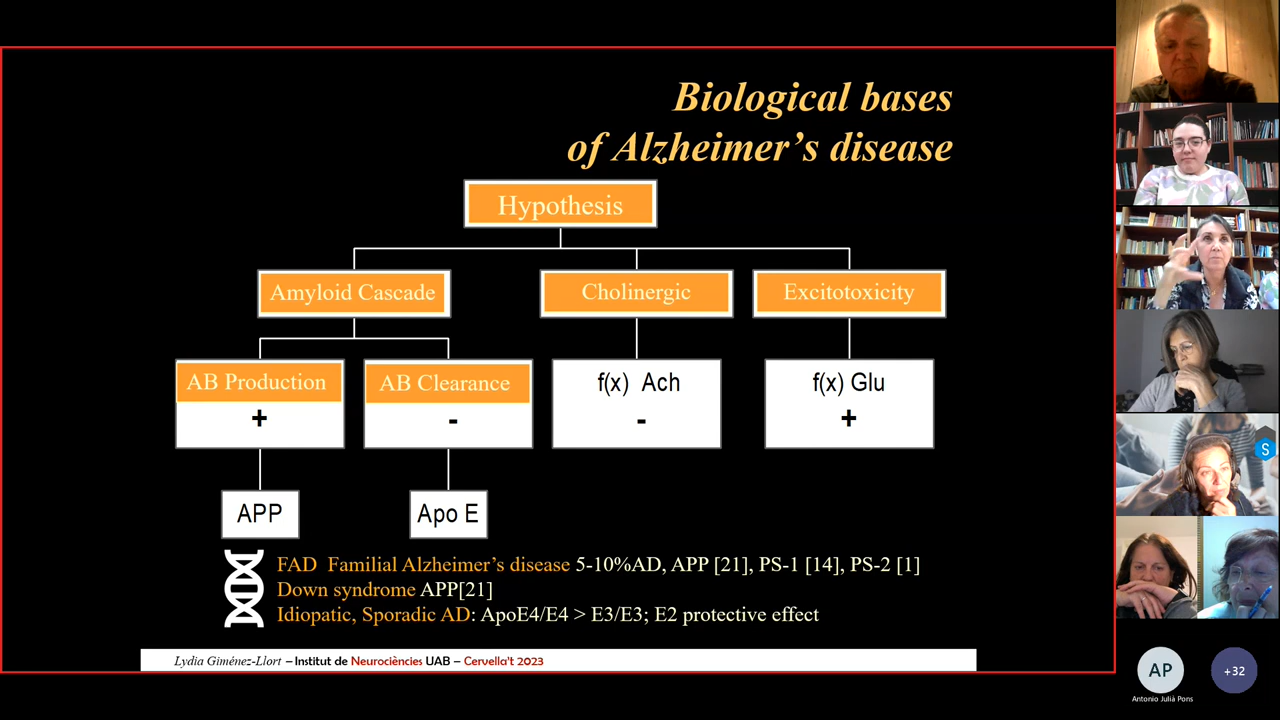 Biological bases
of Alzheimer's disease
Hypothesis
Amyloid Cascade
Cholinergic
Excitotoxicity
AB Production
+
AB Clearance
-
f(x) Ach
-
f(x) Glu
+
APP
Apo E
FAD Familial Alzheimer's disease 5-10%AD, APP [21], PS-1 [14], PS-2 [1]
Down syndrome APP[21]
Idiopatic, Sporadic AD: ApoE4/E4 > E3/E3; E2 protective effect
Lydia Giménez-Llort – Institut de Neurociències UAB – Cervella't 2023
S
AP
Antonio Julià Pons
+32